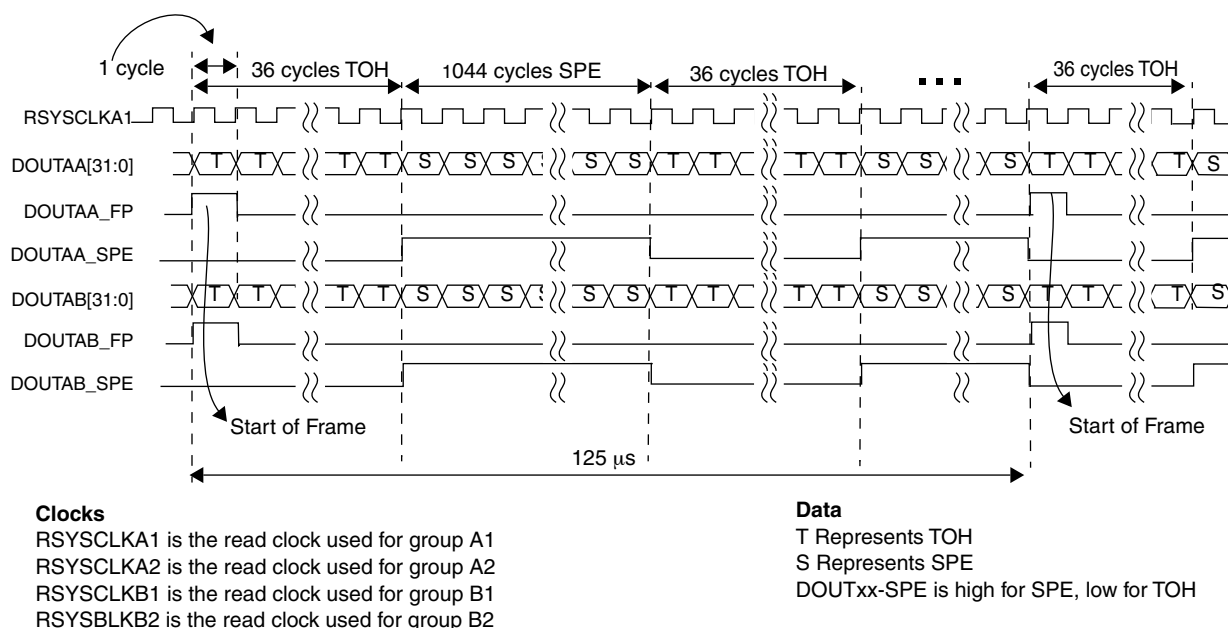 1 cycle
36 cycles TOH
1044 cycles SPE
36 cycles TOH
36 cycles TOH
RSYSCLKA1
DOUTAA[31:0]
T T T T S S S S S S T T T T S S S T T T S
DOUTAA_FP
DOUTAA_SPE
DOUTAB[31:0]
T T T T S S S S S S T T T T S S S T T T S
DOUTAB_FP
DOUTAB_SPE
Start of Frame
Start of Frame
125 μs
Clocks
RSYSCLKA1 is the read clock used for group A1
RSYSCLKA2 is the read clock used for group A2
RSYSCLKB1 is the read clock used for group B1
RSYSBLKB2 is the read clock used for group B2
Data
T Represents TOH
S Represents SPE
DOUTxx-SPE is high for SPE, low for TOH